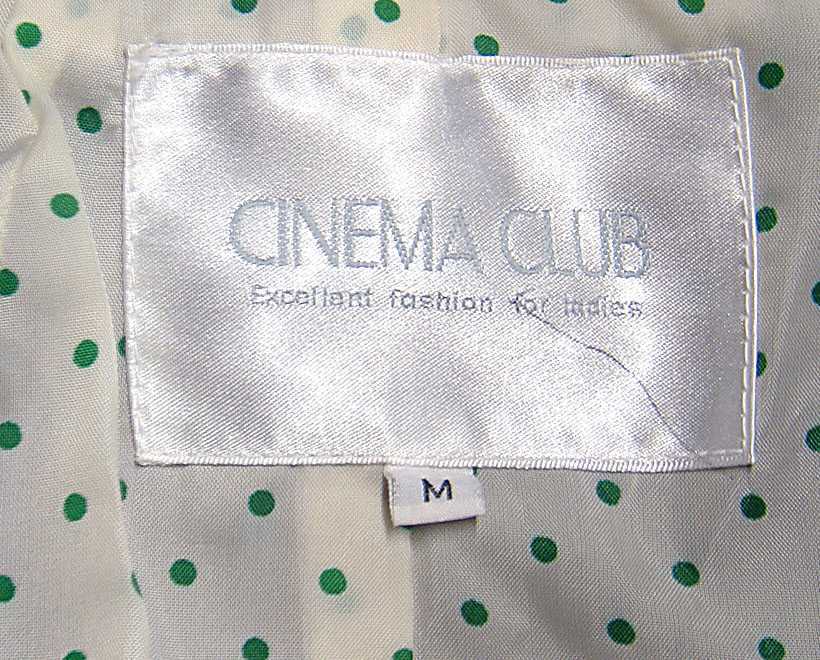 CINEMA CLUB
Excellent fashion for ladies
M